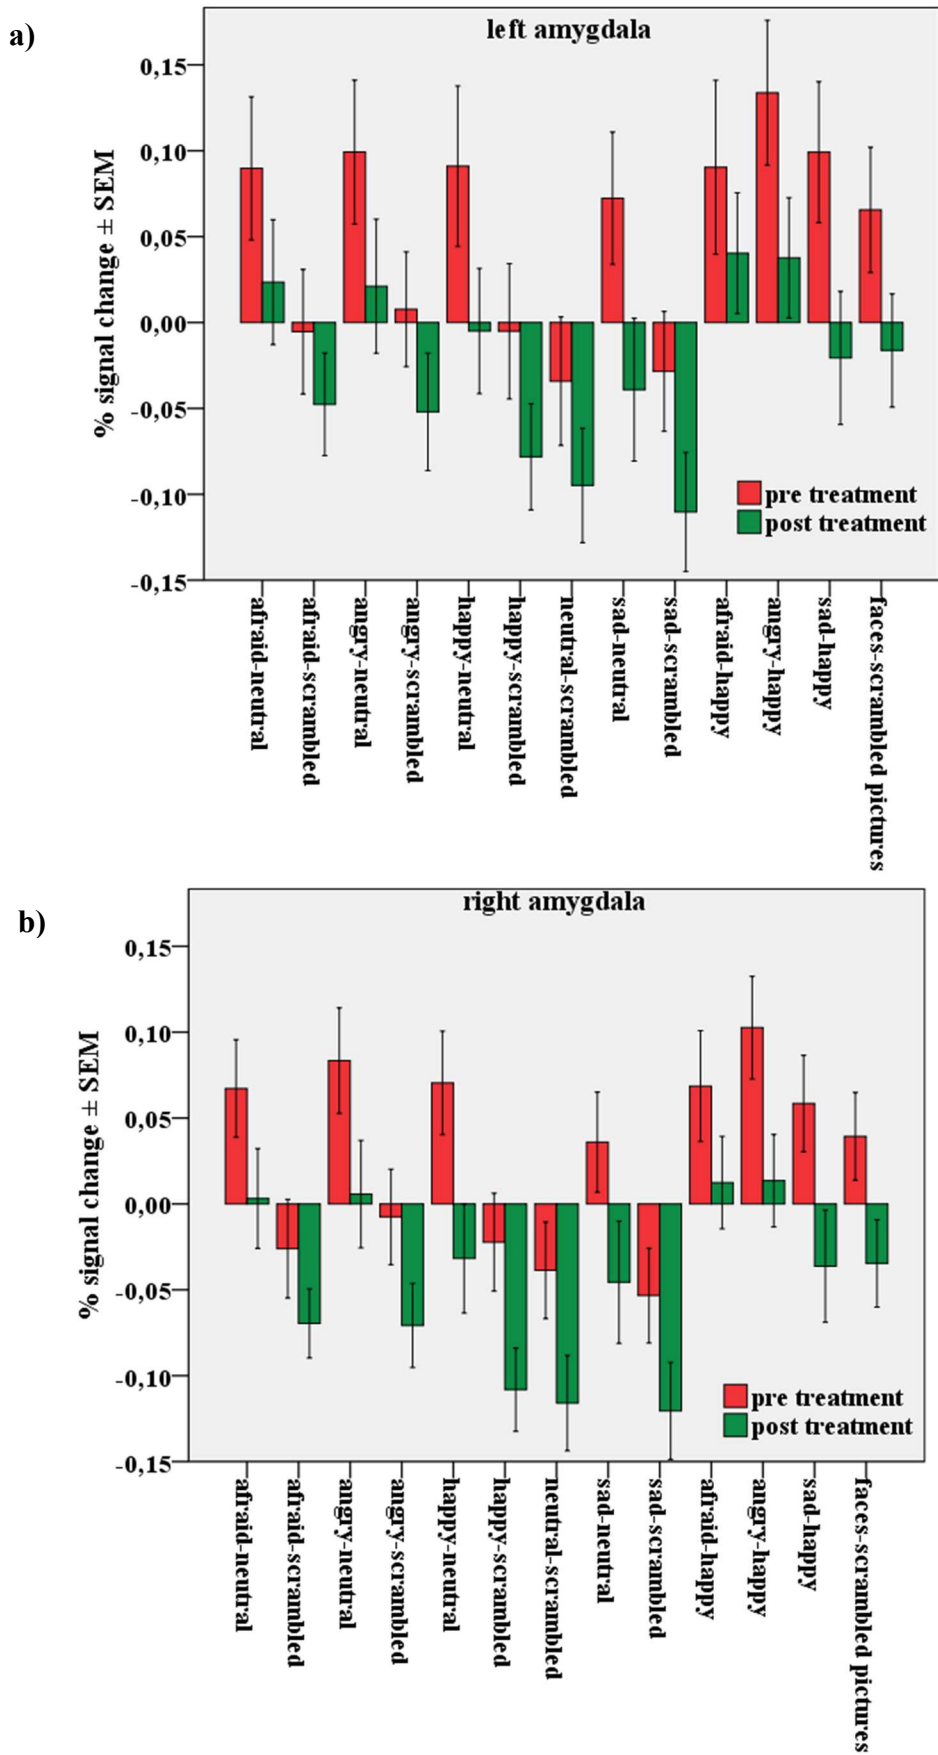 a)
left amygdala
% signal change ± SEM
0,15
0,10
0,05
0,00
-0,05
-0,10
-0,15
pre treatment
post treatment
afraid-neutral
afraid-scrambled
angry-neutral
angry-scrambled
happy-neutral
happy-scrambled
neutral-scrambled
sad-neutral
sad-scrambled
afraid-happy
angry-happy
sad-happy
faces-scrambled pictures
b)
right amygdala
% signal change ± SEM
0,15
0,10
0,05
0,00
-0,05
-0,10
-0,15
pre treatment
post treatment
afraid-neutral
afraid-scrambled
angry-neutral
angry-scrambled
happy-neutral
happy-scrambled
neutral-scrambled
sad-neutral
sad-scrambled
afraid-happy
angry-happy
sad-happy
faces-scrambled pictures